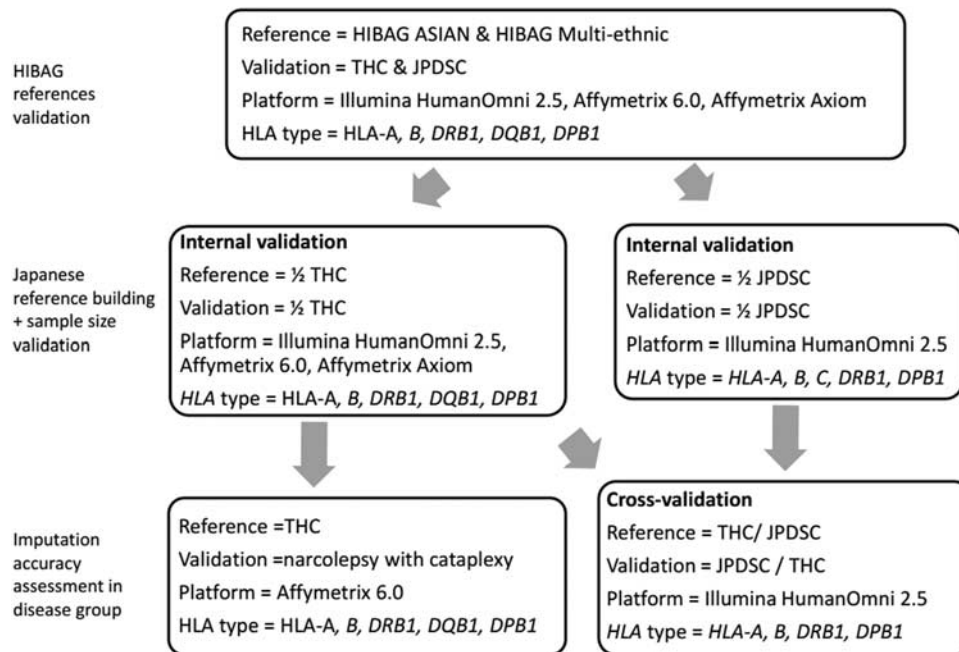 HIBAG
references
validation
Reference = HIBAG ASIAN & HIBAG Multi-ethnic
Validation = THC & JPDSC
Platform = Illumina HumanOmni 2.5, Affymetrix 6.0, Affymetrix Axiom
HLA type = HLA-A, B, DRB1, DQB1, DPB1
Japanese
reference building
+ sample size
validation
Internal validation
Reference = ½ THC
Validation = ½ THC
Platform = Illumina HumanOmni 2.5,
Affymetrix 6.0, Affymetrix Axiom
HLA type = HLA-A, B, DRB1, DQB1, DPB1
Internal validation
Reference = ½ JPDSC
Validation = ½ JPDSC
Platform = Illumina HumanOmni 2.5
HLA type = HLA-A, B, C, DRB1, DPB1
Imputation
accuracy
assessment in
disease group
Reference =THC
Validation =narcolepsy with cataplexy
Platform = Affymetrix 6.0
HLA type = HLA-A, B, DRB1, DQB1, DPB1
Cross-validation
Reference = THC/ JPDSC
Validation = JPDSC / THC
Platform = Illumina HumanOmni 2.5
HLA type = HLA-A, B, DRB1, DPB1